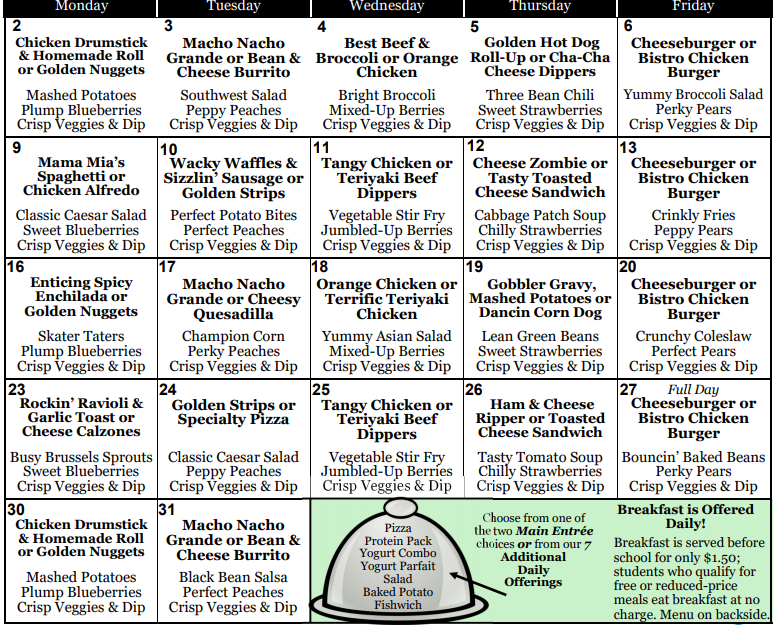 Monday
Tuesday
Wednesday
Thursday
Friday
2
Chicken Drumstick
& Homemade Roll
or Golden Nuggets
Mashed Potatoes
Plump Blueberries
Crisp Veggies & Dip
3
Macho Nacho
Grande or Bean &
Cheese Burrito
Southwest Salad
Peppy Peaches
Crisp Veggies & Dip
4
Best Beef &
Broccoli or Orange
Chicken
Bright Broccoli
Mixed-Up Berries
Crisp Veggies & Dip
5
Golden Hot Dog
Roll-Up or Cha-Cha
Cheese Dippers
Three Bean Chili
Sweet Strawberries
Crisp Veggies & Dip
6
Cheeseburger or
Bistro Chicken
Burger
Yummy Broccoli Salad
Perky Pears
Crisp Veggies & Dip
9
Mama Mia's
Spaghetti or
Chicken Alfredo
Classic Caesar Salad
Sweet Blueberries
Crisp Veggies & Dip
10
Wacky Waffles &
Sizzlin' Sausage or
Golden Strips
Perfect Potato Bites
Perfect Peaches
Crisp Veggies & Dip
11
Tangy Chicken or
Teriyaki Beef
Dippers
Vegetable Stir Fry
Jumbled-Up Berries
Crisp Veggies & Dip
12
Cheese Zombie or
Tasty Toasted
Cheese Sandwich
Cabbage Patch Soup
Chilly Strawberries
Crisp Veggies & Dip
13
Cheeseburger or
Bistro Chicken
Burger
Crinkly Fries
Peppy Pears
Crisp Veggies & Dip
16
Enticing Spicy
Enchilada or
Golden Nuggets
Skater Taters
Plump Blueberries
Crisp Veggies & Dip
17
Macho Nacho
Grande or Cheesy
Quesadilla
Champion Corn
Perky Peaches
Crisp Veggies & Dip
18
Orange Chicken or
Terrific Teriyaki
Chicken
Yummy Asian Salad
Mixed-Up Berries
Crisp Veggies & Dip
19
Gobbler Gravy,
Mashed Potatoes or
Dancin Corn Dog
Lean Green Beans
Sweet Strawberries
Crisp Veggies & Dip
20
Cheeseburger or
Bistro Chicken
Burger
Crunchy Coleslaw
Perfect Pears
Crisp Veggies & Dip
23
Rockin' Ravioli &
Garlic Toast or
Cheese Calzones
Busy Brussels Sprouts
Sweet Blueberries
Crisp Veggies & Dip
24
Golden Strips or
Specialty Pizza
Classic Caesar Salad
Peppy Peaches
Crisp Veggies & Dip
25
Tangy Chicken or
Teriyaki Beef
Dippers
Vegetable Stir Fry
Jumbled-Up Berries
Crisp Veggies & Dip
26
Ham & Cheese
Ripper or Toasted
Cheese Sandwich
Tasty Tomato Soup
Chilly Strawberries
Crisp Veggies & Dip
27
Full Day
Cheeseburger or
Bistro Chicken
Burger
Bouncin' Baked Beans
Perky Pears
Crisp Veggies & Dip
30
Chicken Drumstick
& Homemade Roll
or Golden Nuggets
Mashed Potatoes
Plump Blueberries
Crisp Veggies & Dip
31
Macho Nacho
Grande or Bean &
Cheese Burrito
Black Bean Salsa
Perfect Peaches
Crisp Veggies & Dip
Pizza
Protein Pack
Yogurt Combo
Yogurt Parfait
Salad
Baked Potato
Fishwich
Choose from one of
the two Main Entrée
choices or from our 7
Additional
Daily
Offerings
Breakfast is Offered
Daily!
Breakfast is served before
school for only $1.50;
students who qualify for
free or reduced-price
meals eat breakfast at no
charge. Menu on backside.